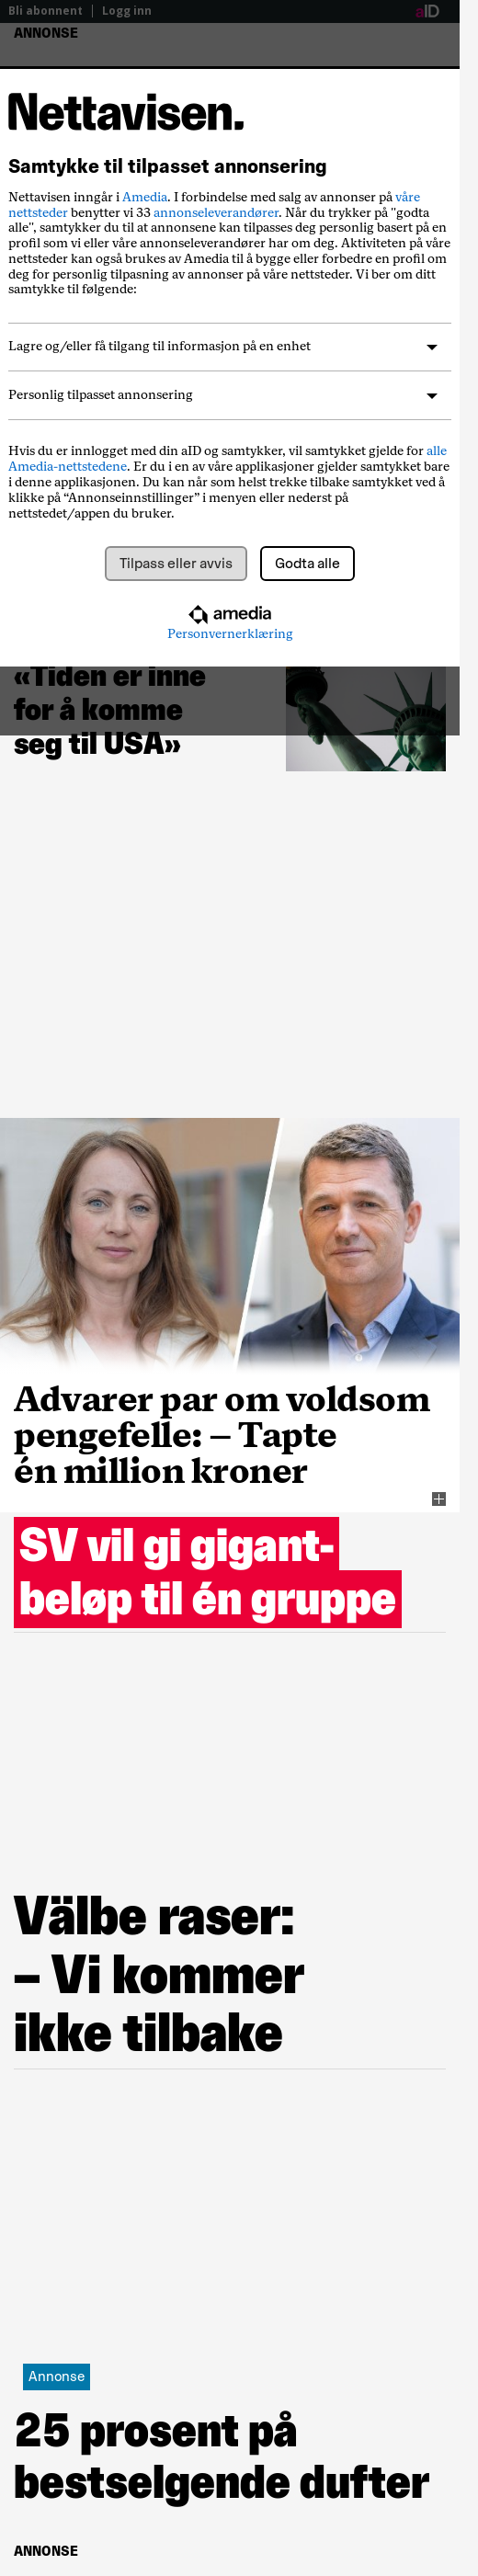 Bli abonnent
Logg inn
aID
ANNONSE
Nettavisen.
Samtykke til tilpasset annonsering
Nettavisen inngår i Amedia. I forbindelse med salg av annonser på våre
nettsteder benytter vi 33 annonseleverandører. Når du trykker på "godta
alle", samtykker du til at annonsene kan tilpasses deg personlig basert på en
profil som vi eller våre annonseleverandører har om deg. Aktiviteten på våre
nettsteder kan også brukes av Amedia til å bygge eller forbedre en profil om
deg for personlig tilpasning av annonser på våre nettsteder. Vi ber om ditt
samtykke til følgende:
Lagre og/eller få tilgang til informasjon på en enhet
Personlig tilpasset annonsering
Hvis du er innlogget med din aID og samtykker, vil samtykket gjelde for alle
Amedia-nettstedene. Er du i en av våre applikasjoner gjelder samtykket bare
i denne applikasjonen. Du kan når som helst trekke tilbake samtykket ved å
klikke på “Annonseinnstillinger” i menyen eller nederst på
nettstedet/appen du bruker.
Tilpass eller avvis
Godta alle
amedia
Personvernerklæring
«Tiden er inne
for å komme
seg til USA»
Advarer par om voldsom
pengefelle: – Tapte
én million kroner
SV vil gi gigant-
beløp til én gruppe
Välbe raser:
– Vi kommer
ikke tilbake
Annonse
25 prosent på
bestselgende dufter
ANNONSE